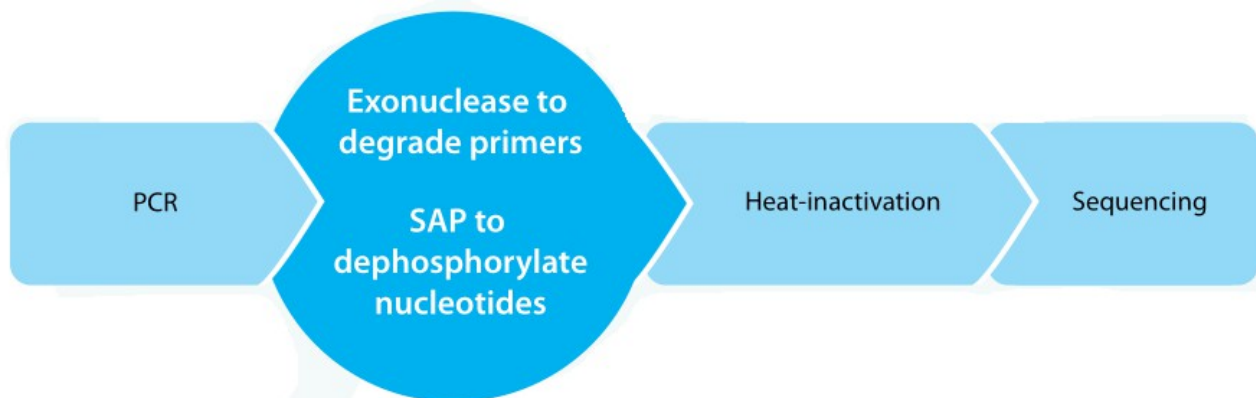 PCR
Exonuclease to
degrade primers
SAP to
dephosphorylate
nucleotides
Heat-inactivation
Sequencing